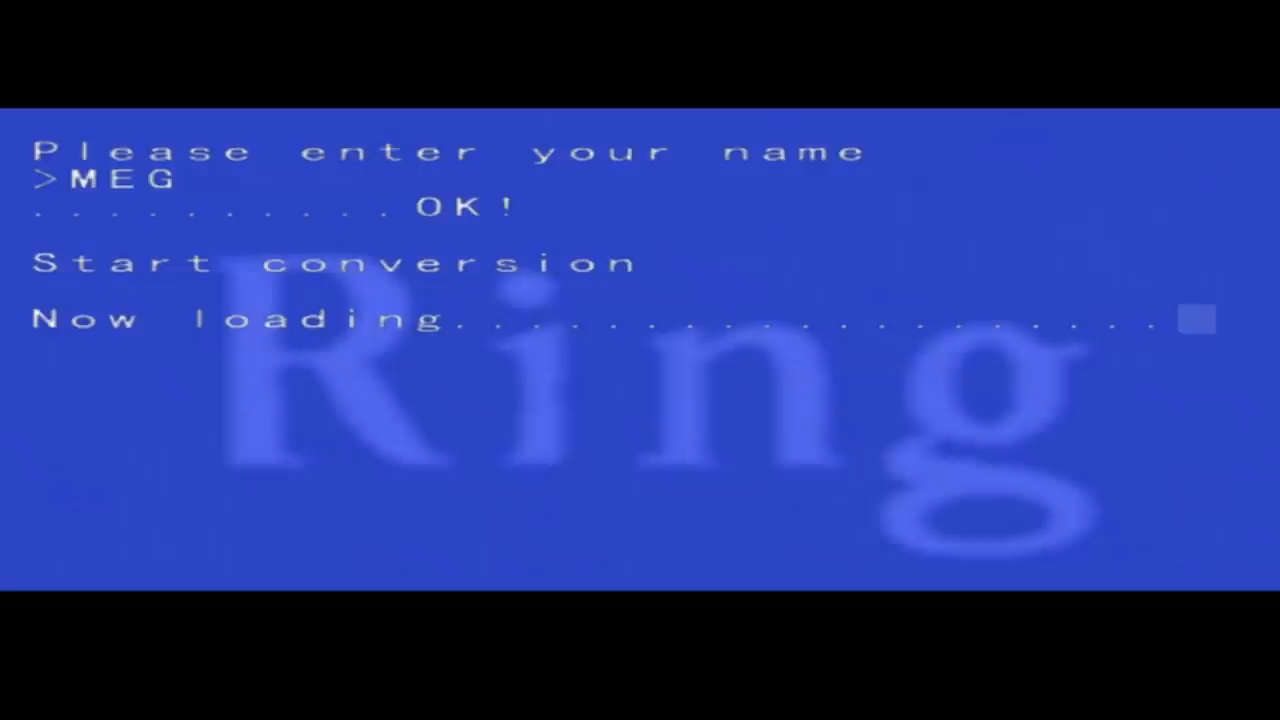 Please enter your name
>MEG
...........OK!
Start conversion
Now loading...................
Ring